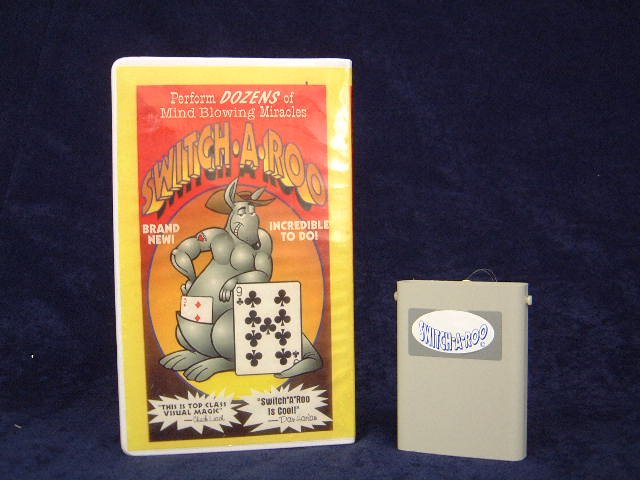 Perform DOZENS of
Mind Blowing Miracles
SWITCH·A·ROO
BRAND
NEW!
INCREDIBLE
TO DO!
9
"THIS IS TOP CLASS
VISUAL MAGIC"
"Switch*A*Roo
Is Cool!"
SWITCH·A·ROO